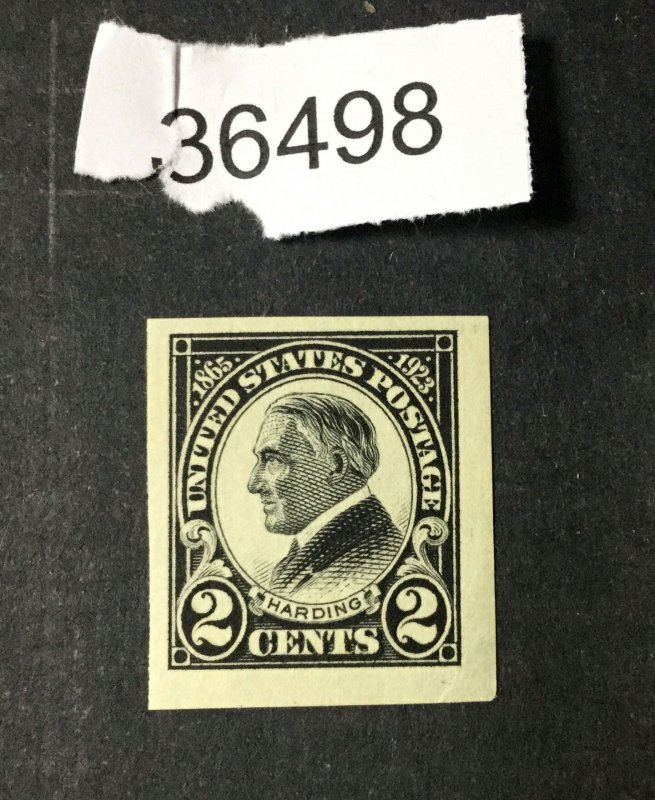 36498
1865
1923
UNITED STATES POSTAGE
HARDING
2 CENTS 2